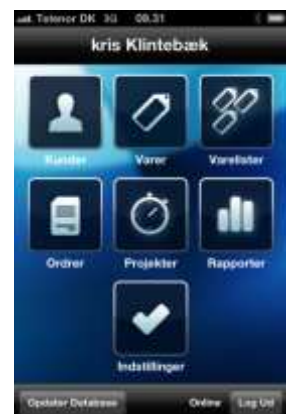 Telenor DK 3G 09.31
kris Klintebæk
Kunder Varer Varelister
Ordrer Projekter Rapporter
Indstillinger
Opdater Database Online Log Ud